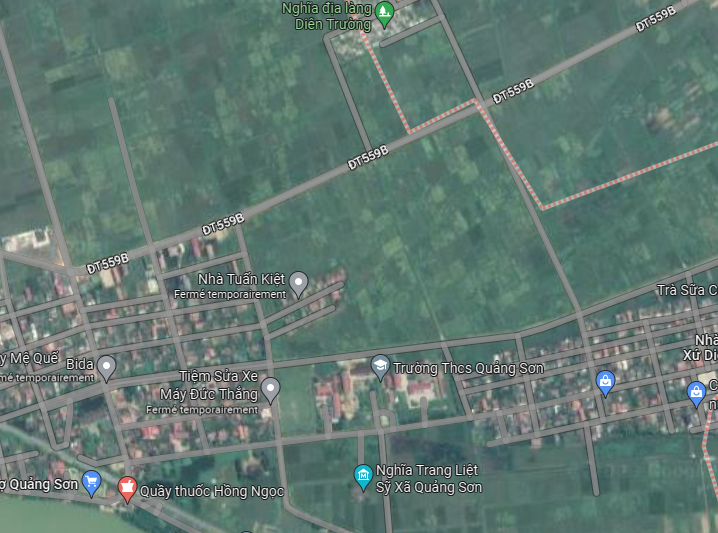 Nghĩa địa làng
Diên Trường
ĐT559B
ĐT559B
ĐT559B
ĐT559B
ĐT559B
Nhà Tuấn Kiệt
Fermé temporairement
Trà Sữa C
y Mệ Quế
Bida
mé temporairement
Tiệm Sửa Xe
Máy Đức Thắng
Fermé temporairement
Trường Thcs Quảng Sơn
Nhà
Xứ Di
C
n
ợ Quảng Sơn
Quầy thuốc Hồng Ngọc
Nghĩa Trang Liệt
Sỹ Xã Quảng Sơn